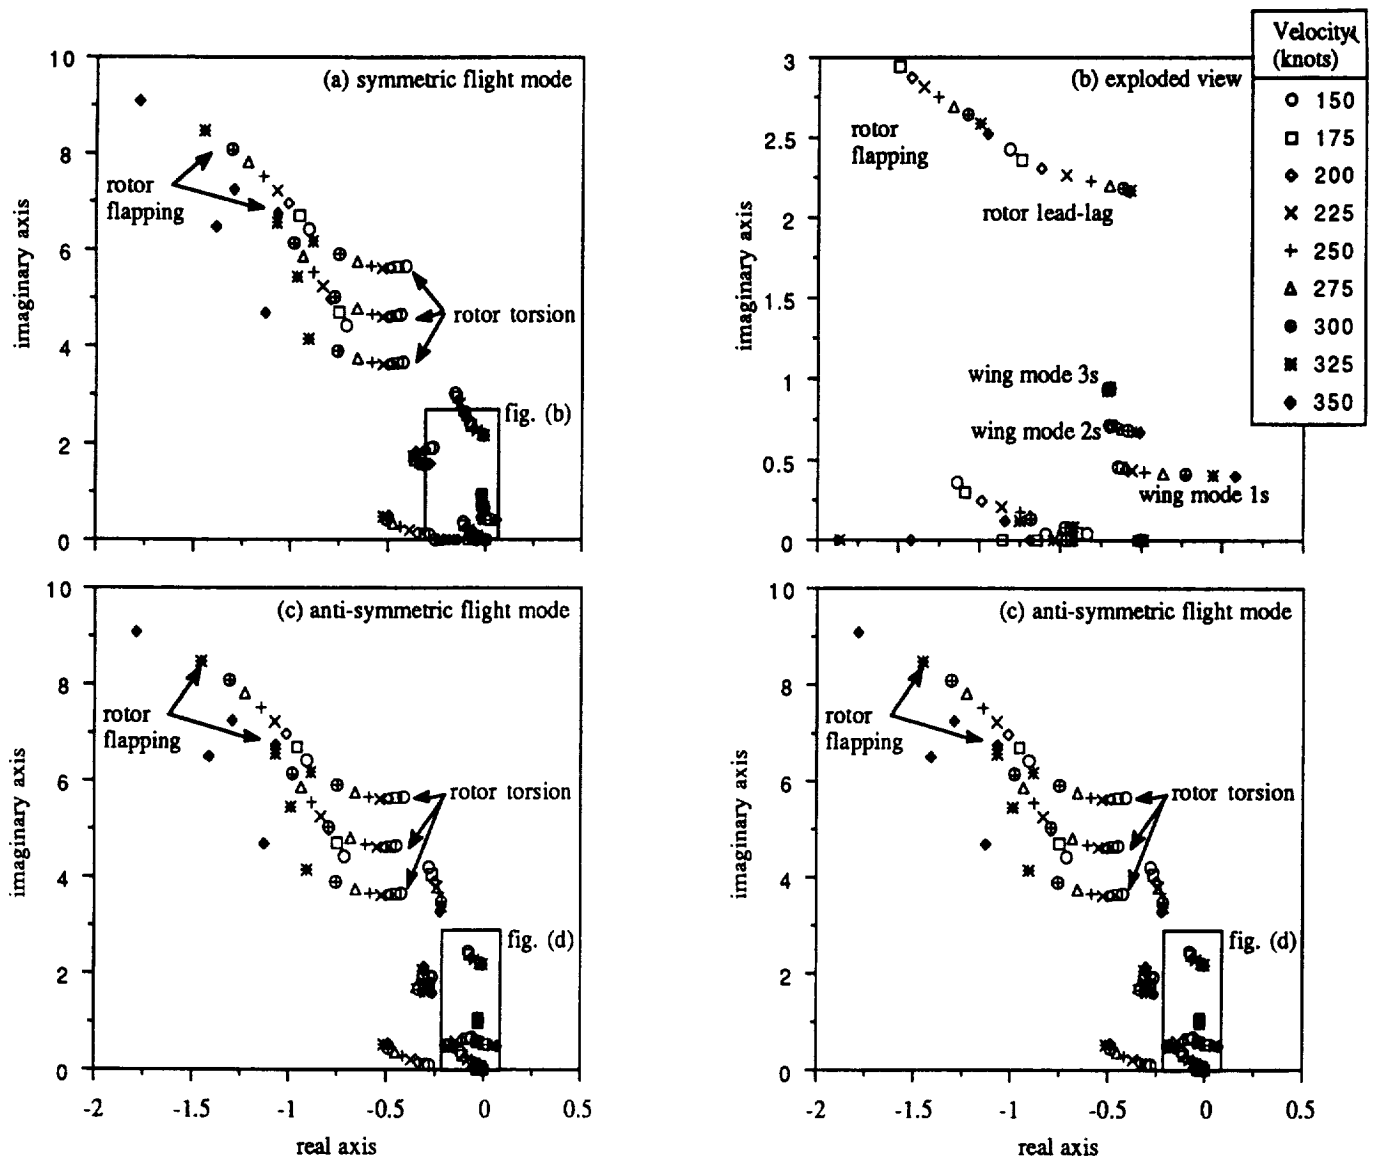 10
8
6
4
2
0
imaginary axis
(a) symmetric flight mode
rotor
flapping
rotor torsion
fig. (b)
3
2.5
2
1.5
1
0.5
0
imaginary axis
(b) exploded view
rotor
flapping
rotor lead-lag
wing mode 3s
wing mode 2s
wing mode 1s
Velocity
(knots)
150
175
200
225
250
275
300
325
350
10
8
6
4
2
0
imaginary axis
(c) anti-symmetric flight mode
rotor
flapping
rotor torsion
fig. (d)
-2
-1.5
-1
-0.5
0
0.5
real axis
10
8
6
4
2
0
imaginary axis
(c) anti-symmetric flight mode
rotor
flapping
rotor torsion
fig. (d)
-2
-1.5
-1
-0.5
0
0.5
real axis